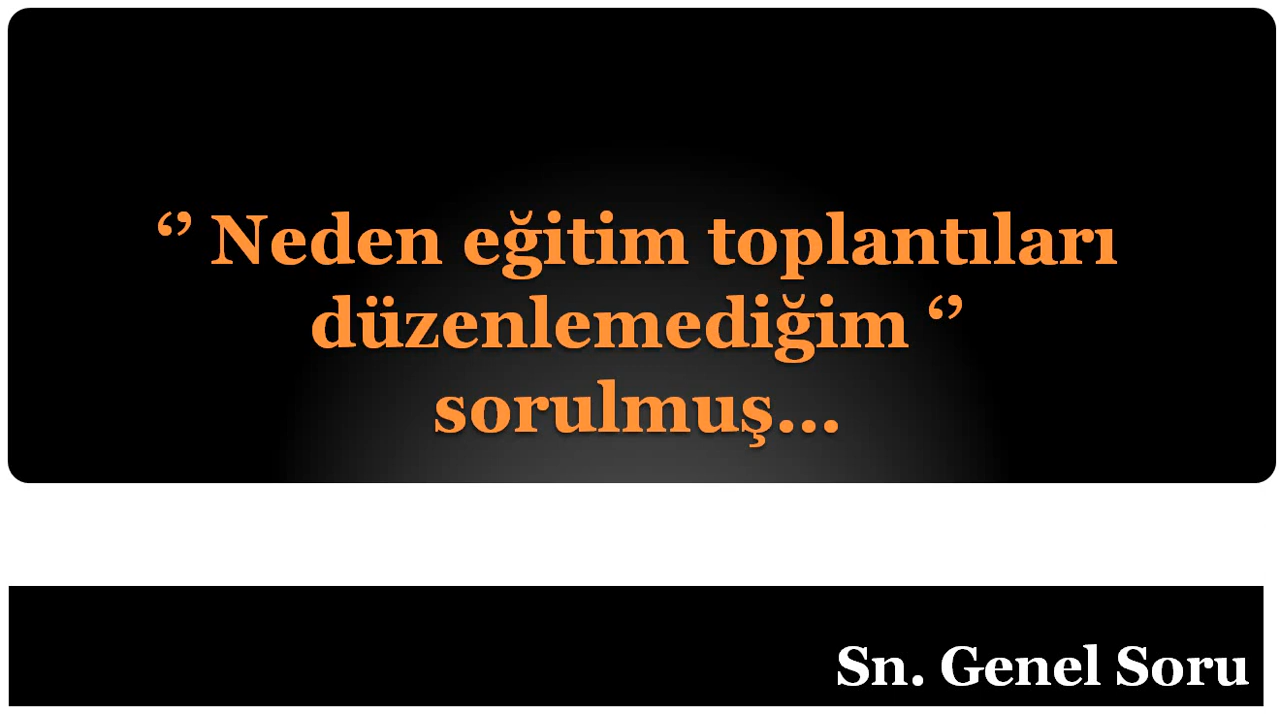 ‘’ Neden eğitim toplantıları
düzenlemediğim ‘’
sorulmuş...
Sn. Genel Soru